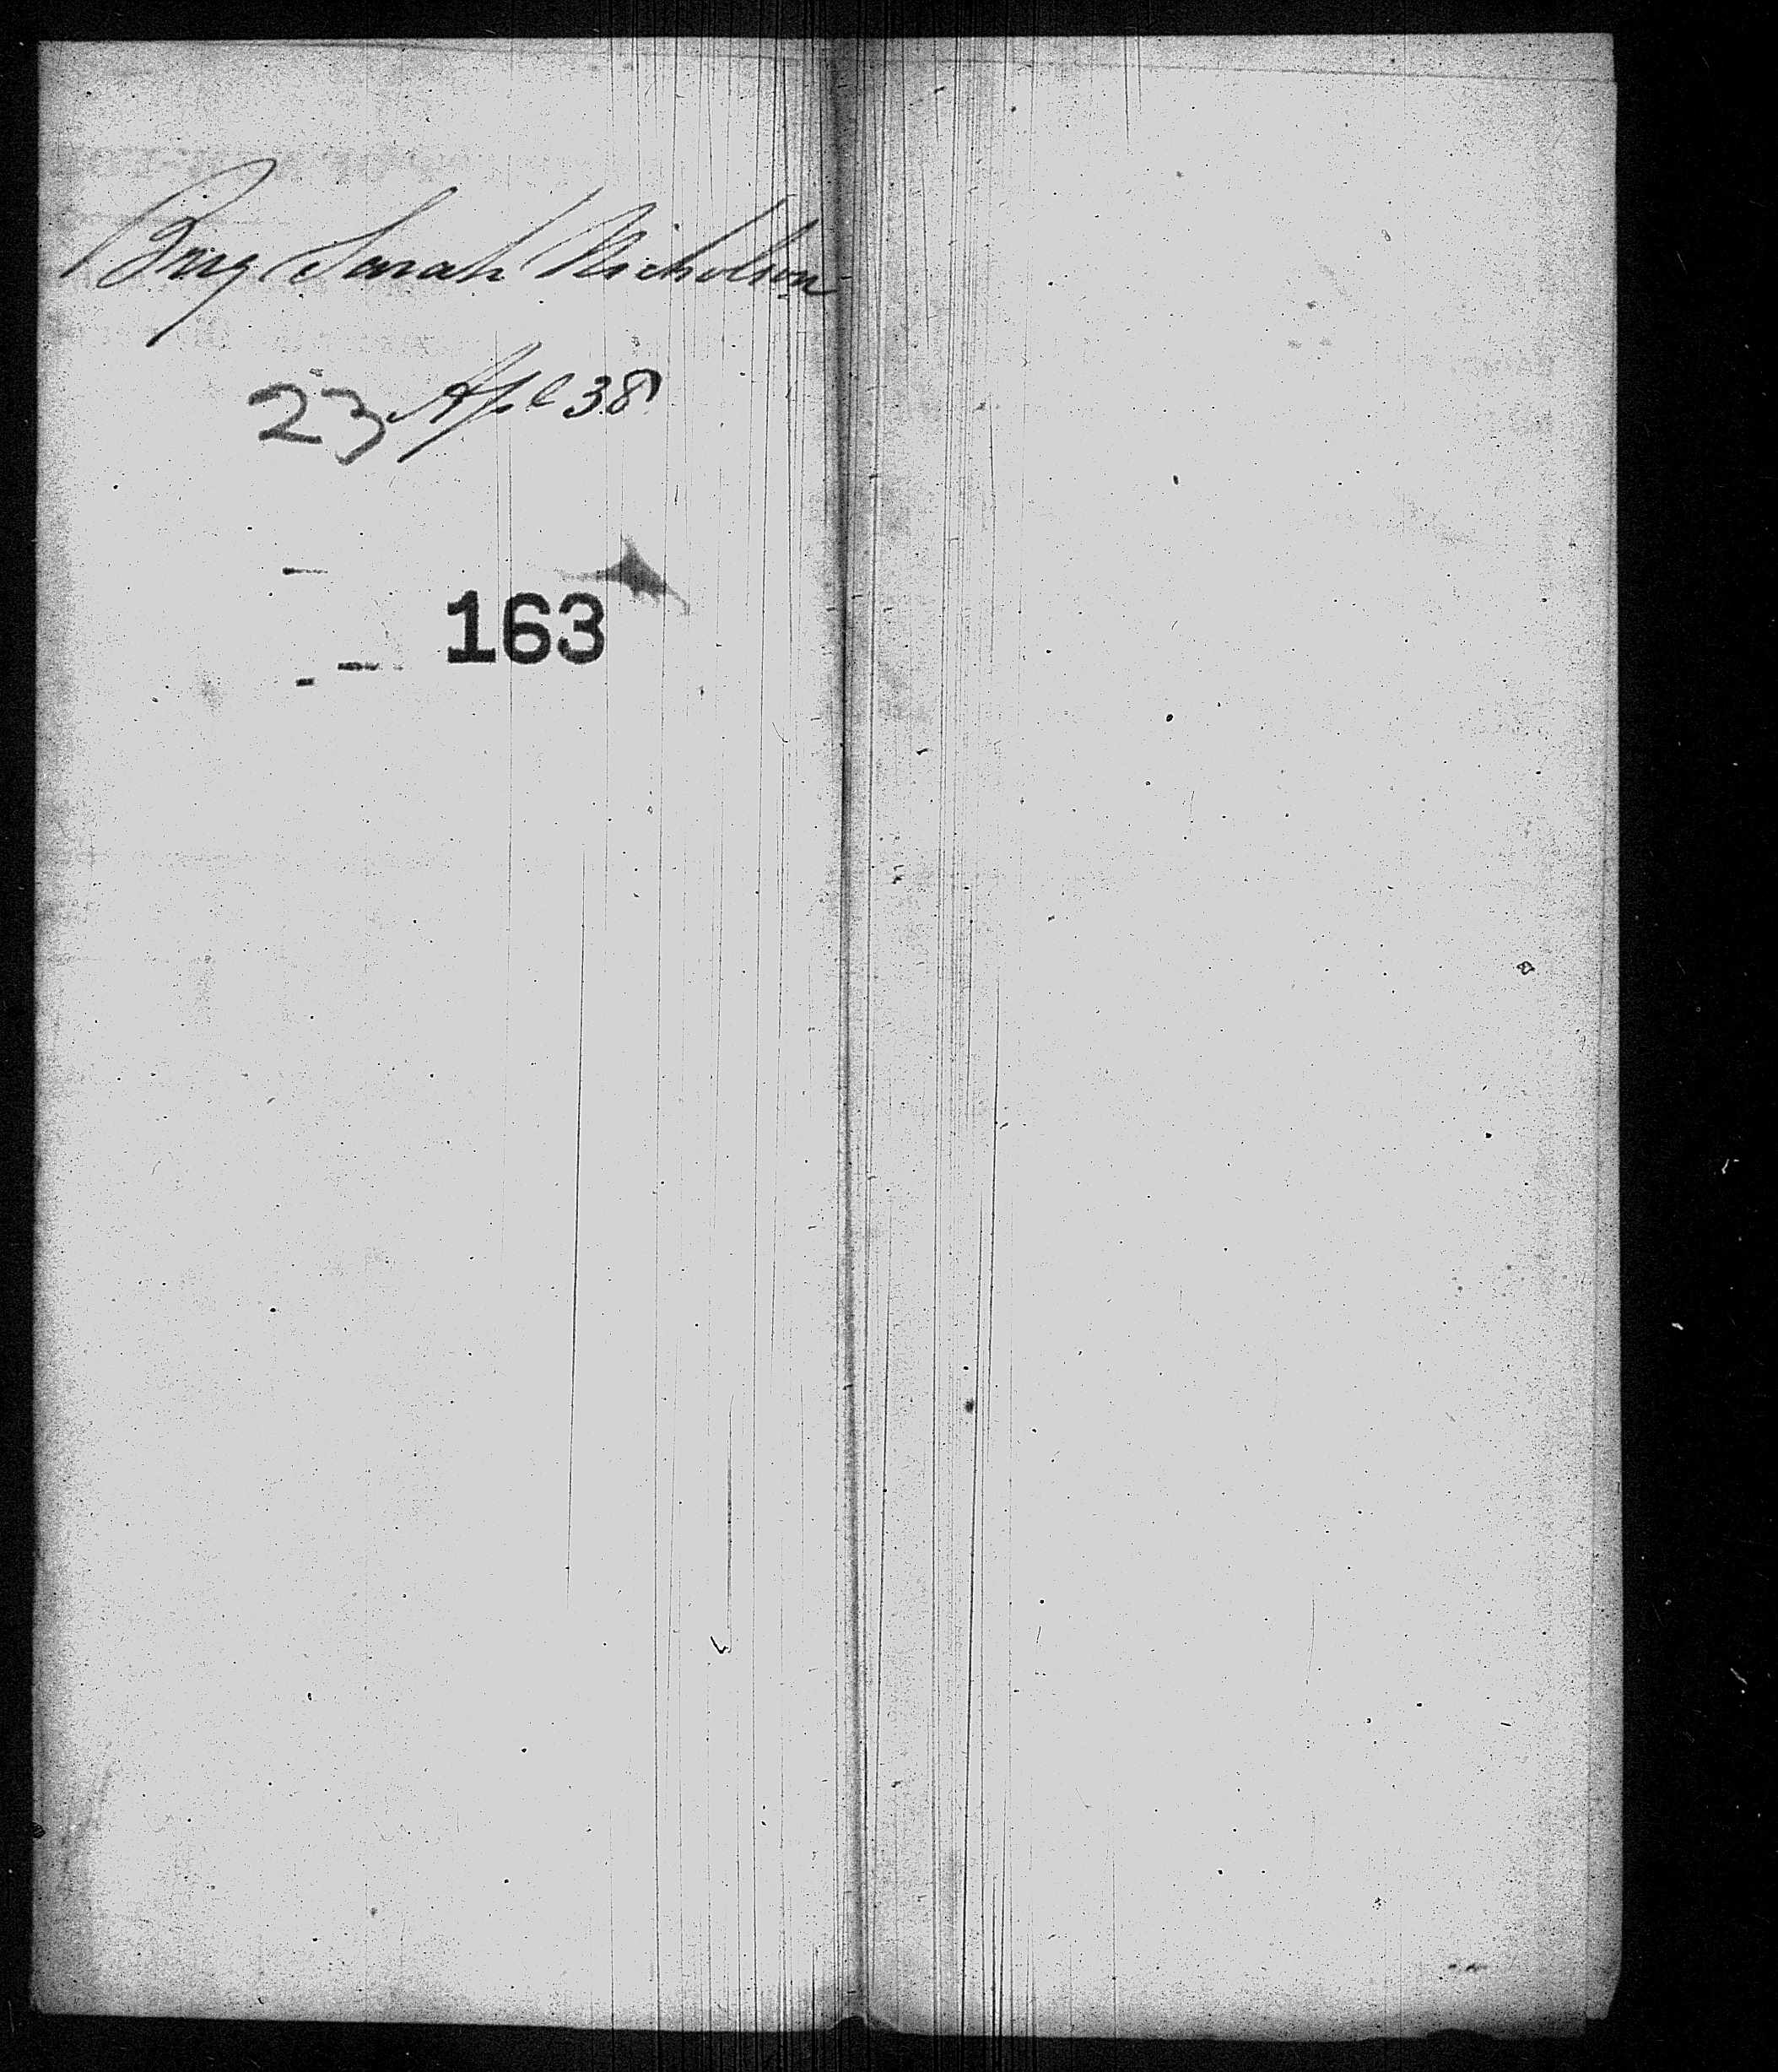 Brig Sarah Nicholson
23 Apl 38
163